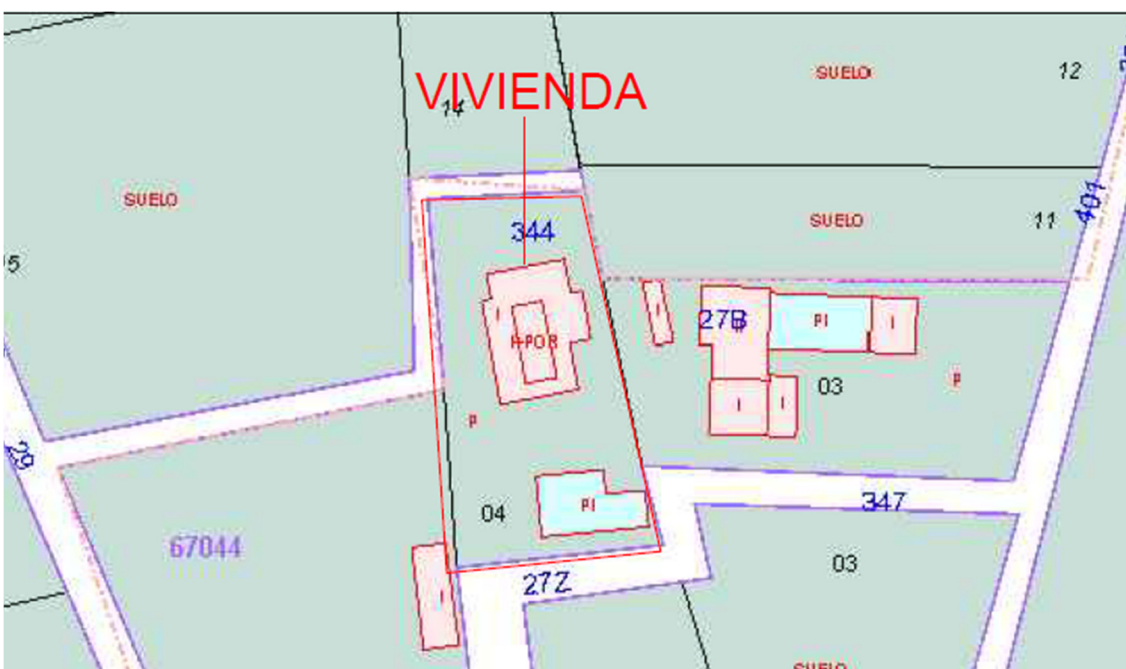 SUELO
12
VIVIENDA
14
SUELO
SUELO
11
401
344
5
I
I
27B
PI
I
I+POR
03
P
I
I
P
29
04
PI
347
67044
03
27Z
I
SUELO